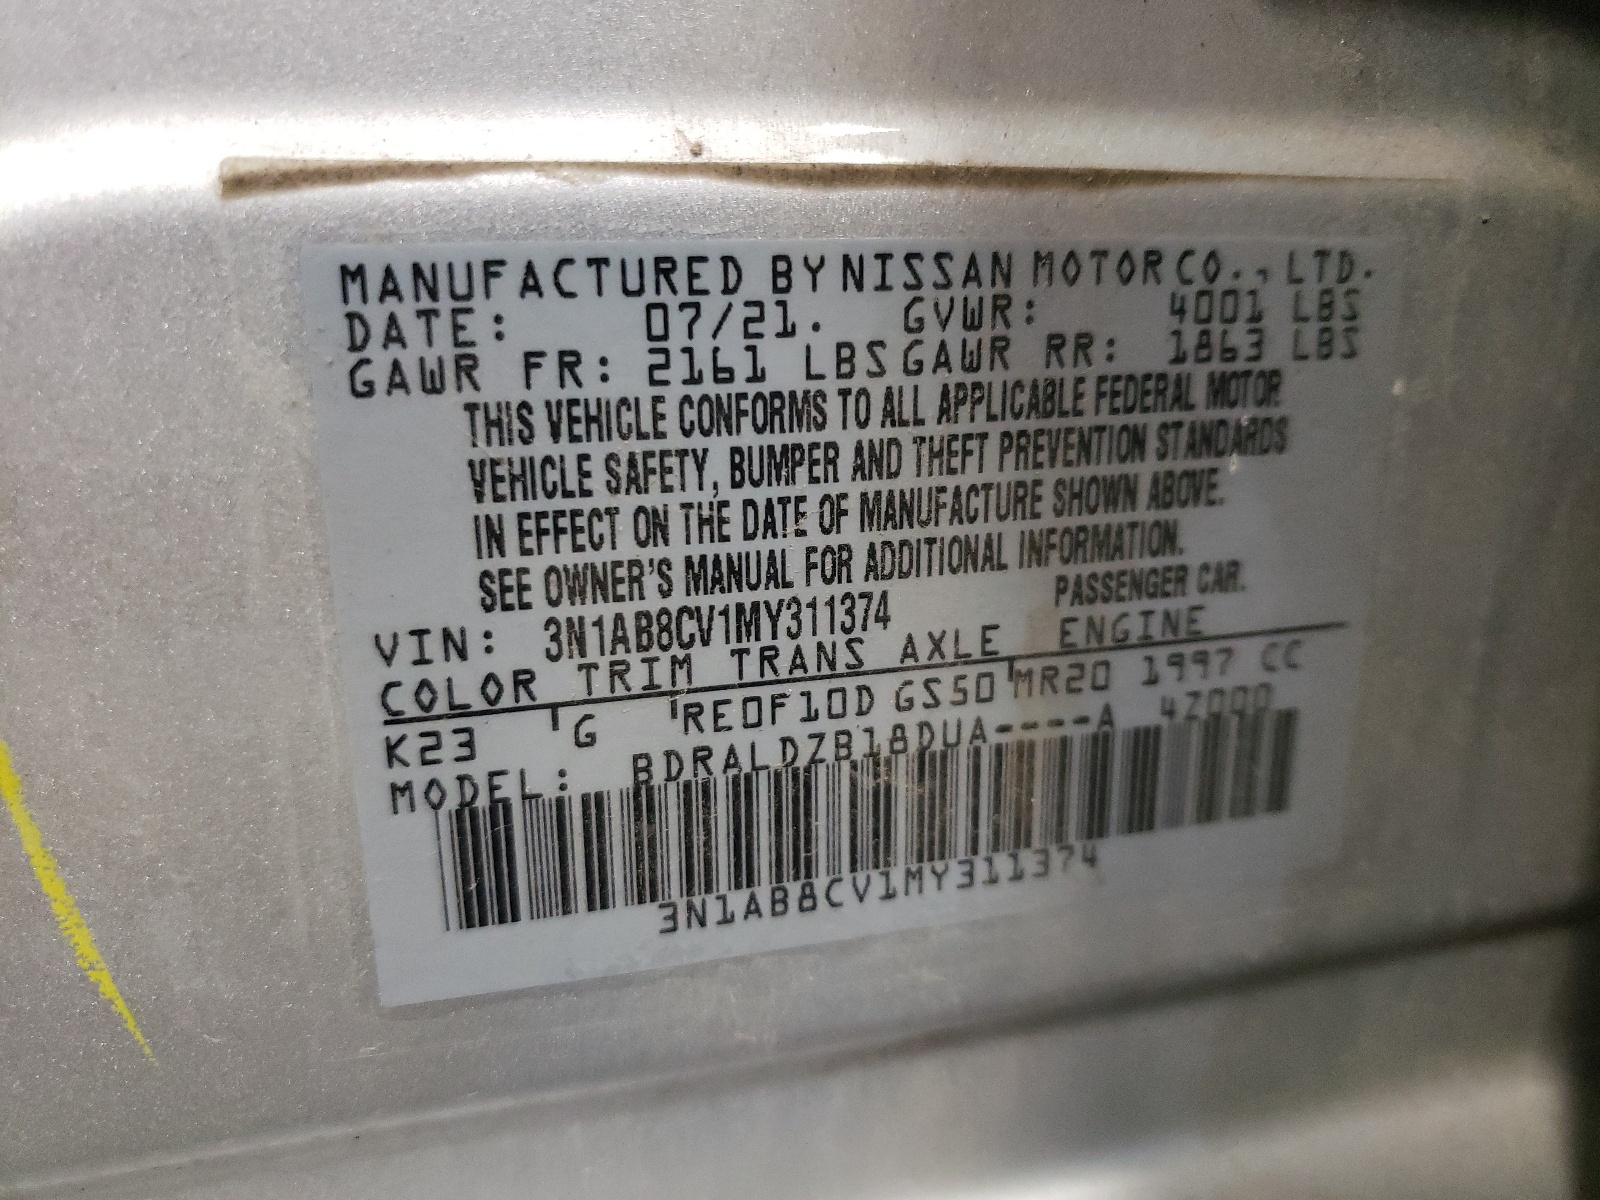 MANUFACTURED BY NISSAN MOTOR CO., LTD.
DATE: 07/21. GVWR: 4001 LBS
GAWR FR: 2161 LBS GAWR RR: 1863 LBS
THIS VEHICLE CONFORMS TO ALL APPLICABLE FEDERAL MOTOR
VEHICLE SAFETY, BUMPER AND THEFT PREVENTION STANDARDS
IN EFFECT ON THE DATE OF MANUFACTURE SHOWN ABOVE.
SEE OWNER'S MANUAL FOR ADDITIONAL INFORMATION.
VIN: 3N1AB8CV1MY311374 PASSENGER CAR.
COLOR TRIM TRANS AXLE ENGINE
K23 G RE0F10D GS50 MR20 1997 CC
MODEL: BDRALDZB18DUA----A 47000
3N1AB8CV1MY311374